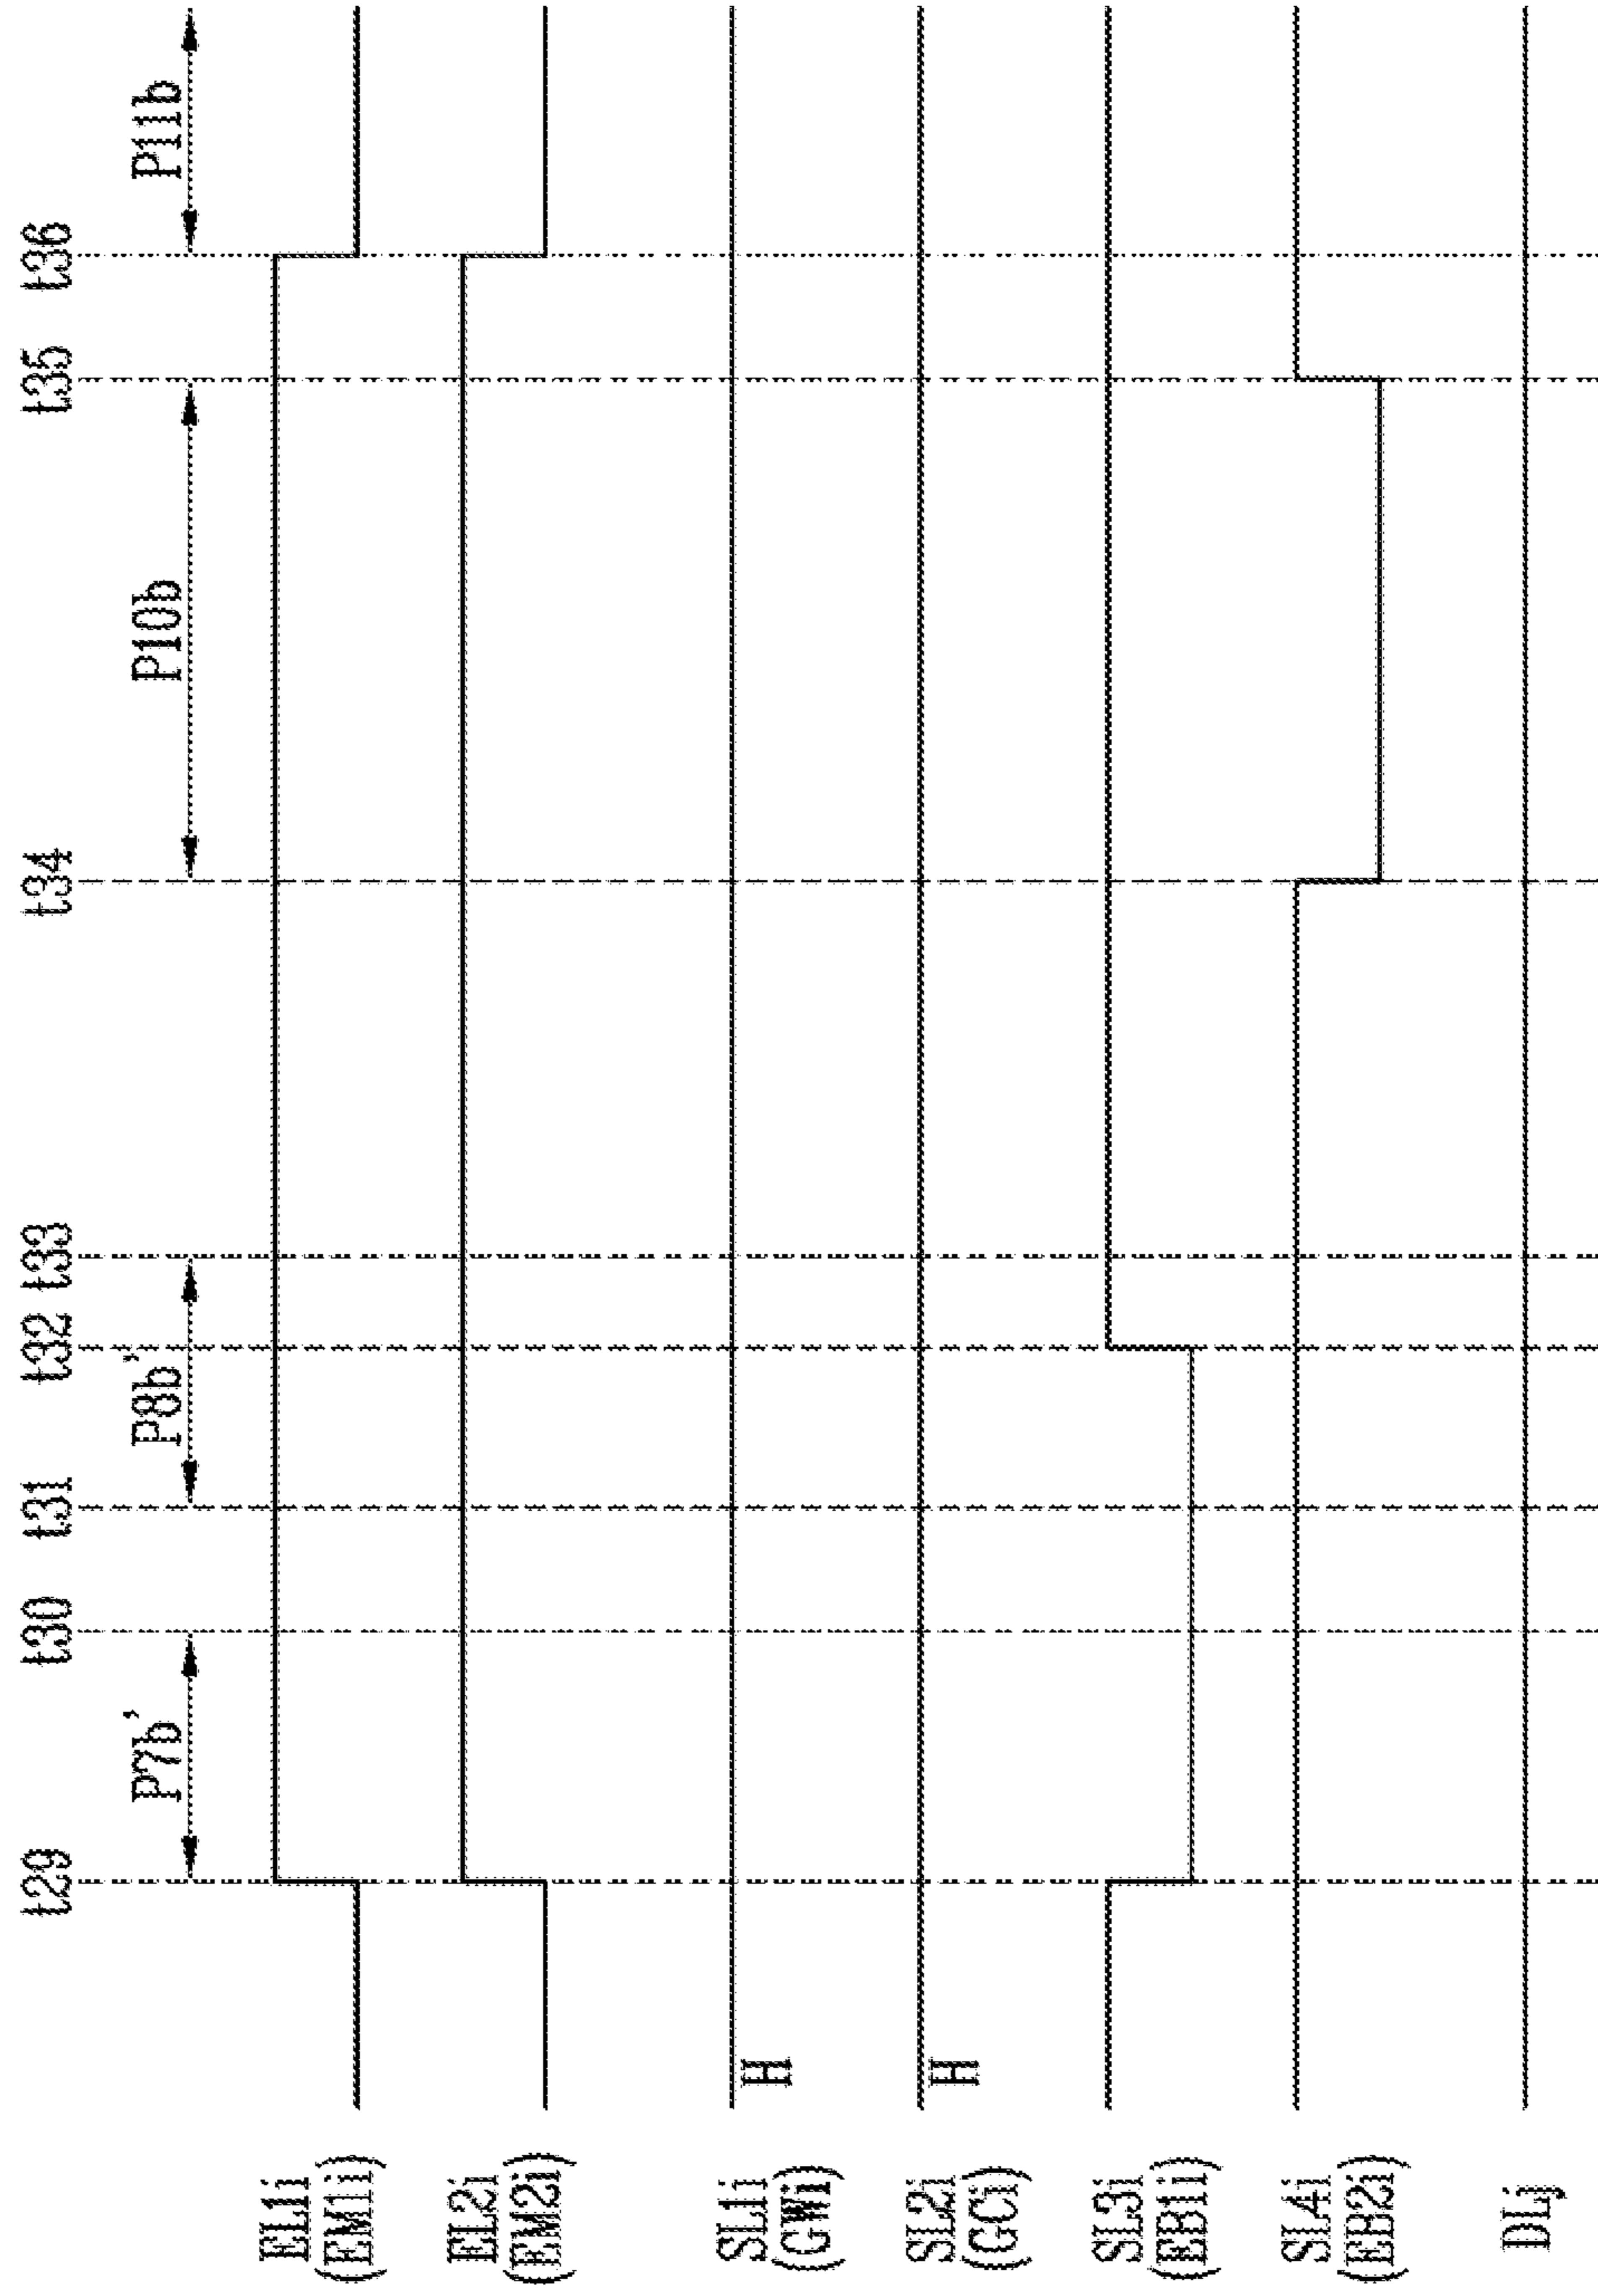 t29 t30 t31 t32 t33 t34 t35 t36
P7b' P8b' P10b P11b
EL1i
(EM1i)
EL2i
(EM2i)
SL1i
(GWi)
H
SL2i
(GCi)
H
SL3i
(EB1i)
SL4i
(EB2i)
DLj